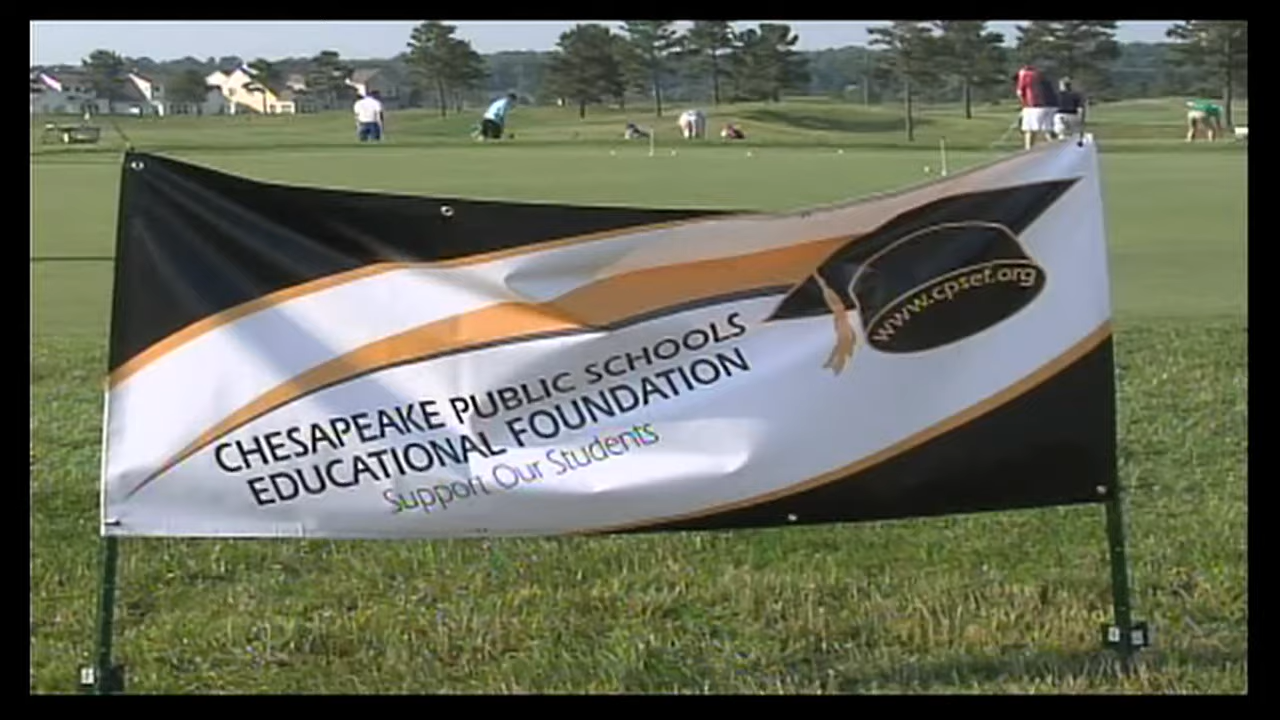 CHESAPEAKE PUBLIC SCHOOLS
EDUCATIONAL FOUNDATION
Support Our Students
www.cpsef.org